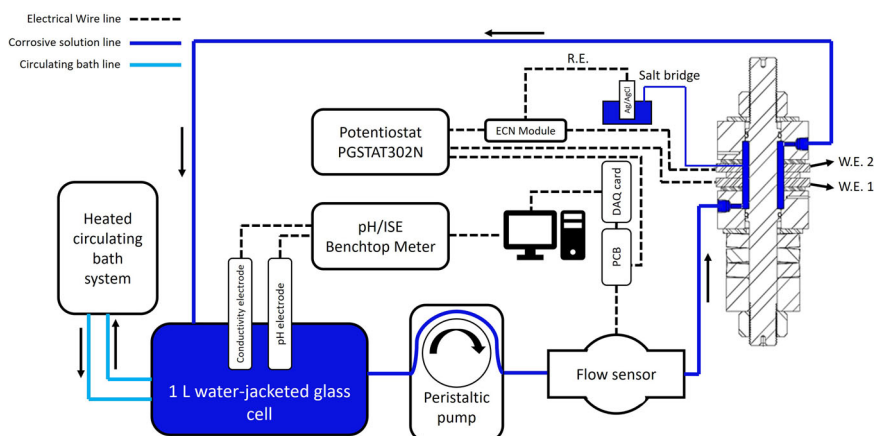 Electrical Wire line
Corrosive solution line
Circulating bath line
R.E.
Salt bridge
Ag/AgCl
Potentiostat
PGSTAT302N
ECN Module
W.E. 2
W.E. 1
Heated
circulating
bath
system
pH/ISE
Benchtop Meter
DAQ card
PCB
Conductivity electrode
pH electrode
1 L water-jacketed glass
cell
Peristaltic
pump
Flow sensor